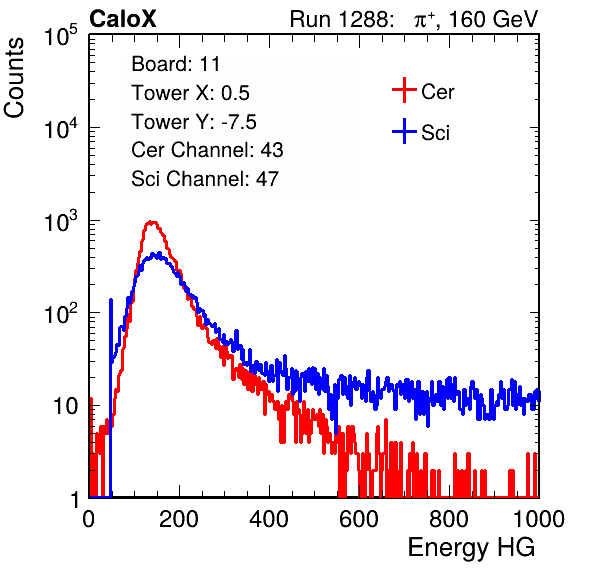 CaloX Run 1288: π⁺, 160 GeV
Counts
10⁵
10⁴
10³
10²
10
1
Board: 11
Tower X: 0.5
Tower Y: -7.5
Cer Channel: 43
Sci Channel: 47
Cer
Sci
0 200 400 600 800 1000
Energy HG